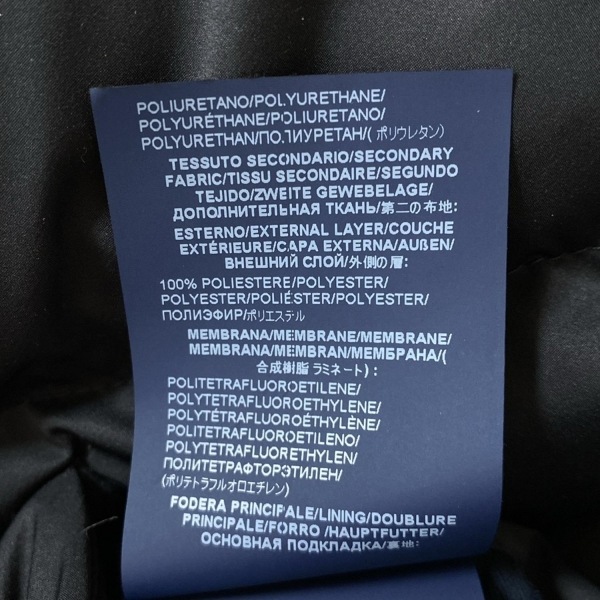 POLIURETANO/POLYURETHANE/
POLYURÉTHANE/POLIURETANO/
POLYURETHAN/ПОЛИУРЕТАН/( ポリウレタン)
TESSUTO SECONDARIO/SECONDARY
FABRIC/TISSU SECONDAIRE/SEGUNDO
TEJIDO/ZWEITE GEWEBELAGE/
ДОПОЛНИТЕЛЬНАЯ ТКАНЬ/第二の布地:
ESTERNO/EXTERNAL LAYER/COUCHE
EXTÉRIEURE/CAPA EXTERNA/AUßEN/
ВНЕШНИЙ СЛОЙ/外側の層:
100% POLIESTERE/POLYESTER/
POLYESTER/POLIÉSTER/POLYESTER/
ПОЛИЭФИР/ポリエステル
MEMBRANA/MEMBRANE/MEMBRANE/
MEMBRANA/MEMBRAN/МЕМБРАНА/(
合成樹脂 ラミネート) :
POLITETRAFLUOROETILENE/
POLYTETRAFLUOROETHYLENE/
POLYTÉTRAFLUOROÉTHYLÈNE/
POLITETRAFLUOROETILENO/
POLYTETRAFLUORETHYLEN/
ПОЛИТЕТРАФТОРЭТИЛЕН/
(ポリテトラフルオロエチレン)
FODERA PRINCIPALE/LINING/DOUBLURE
PRINCIPALE/FORRO /HAUPTFUTTER/
ОСНОВНАЯ ПОДКЛАДКА/裏地: